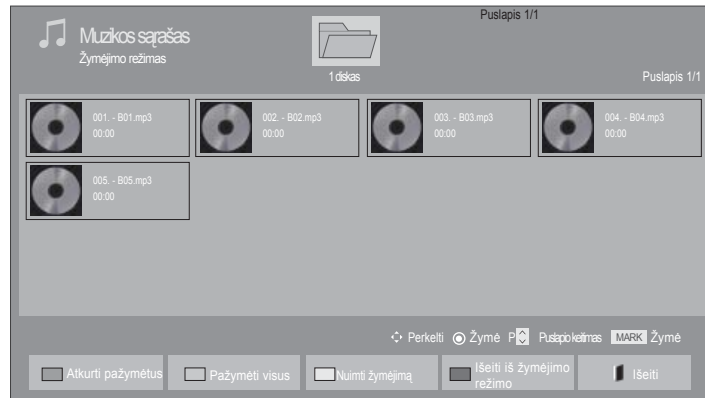 Puslapis 1/1
Muzikos sąrašas
Žymėjimo režimas
1 diskas
Puslapis 1/1
001. - B01.mp3
00:00
002. - B02.mp3
00:00
003. - B03.mp3
00:00
004. - B04.mp3
00:00
005. - B05.mp3
00:00
Perkelti Žymė P Puslapio keitimas MARK Žymė
Atkurti pažymėtus
Pažymėti visus
Nuimti žymėjimą
Išeiti iš žymėjimo
režimo
Išeiti